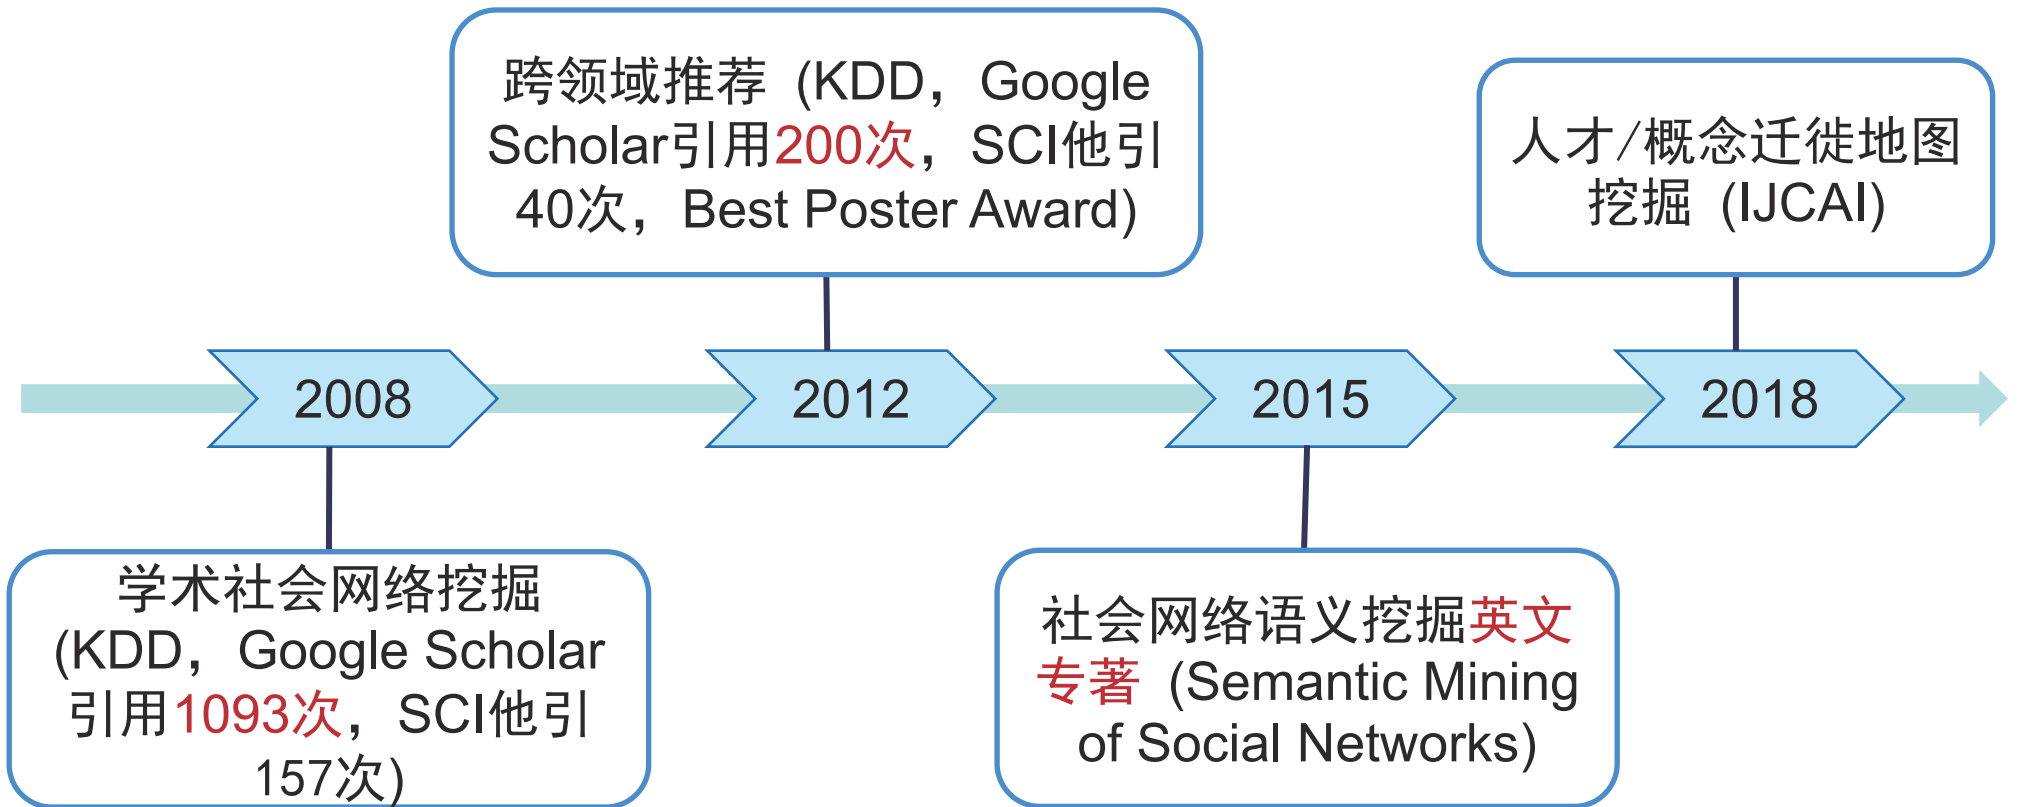 跨领域推荐 (KDD，Google
Scholar引用200次，SCI他引
40次，Best Poster Award)
人才/概念迁徙地图
挖掘 (IJCAI)
2008
2012
2015
2018
学术社会网络挖掘
(KDD，Google Scholar
引用1093次，SCI他引
157次)
社会网络语义挖掘英文
专著 (Semantic Mining
of Social Networks)